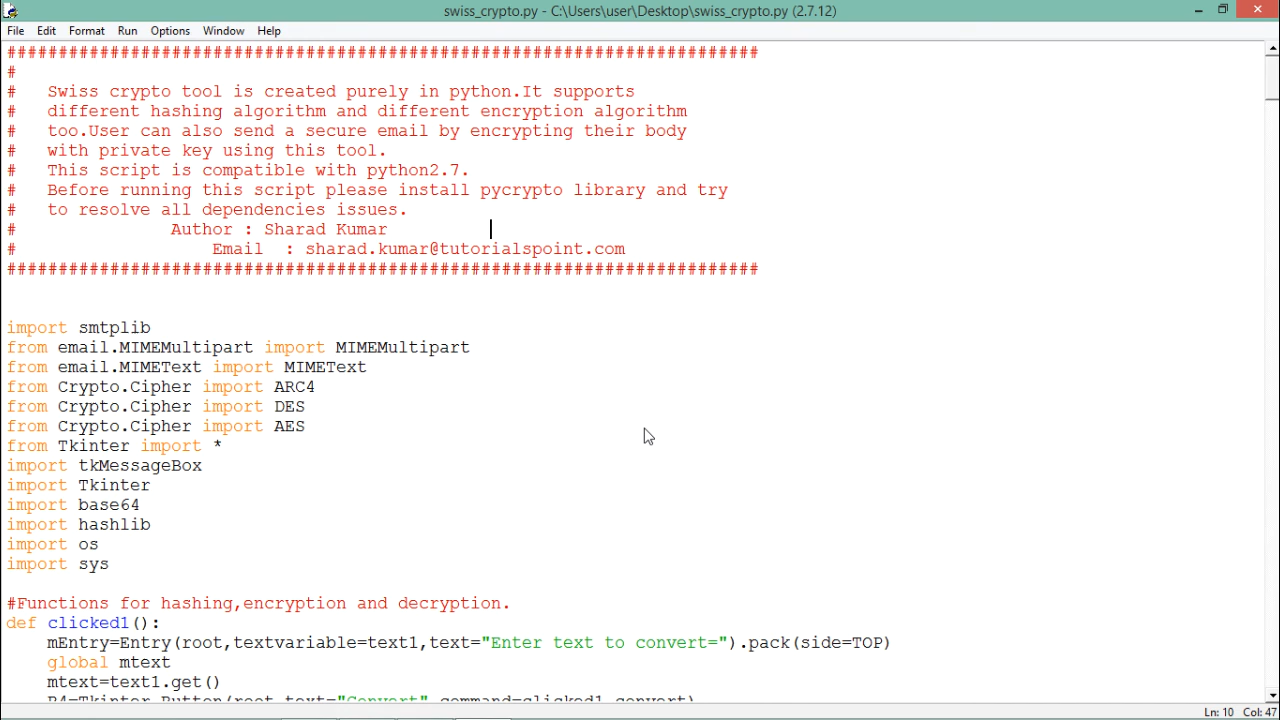 swiss_crypto.py - C:\Users\user\Desktop\swiss_crypto.py (2.7.12)
File Edit Format Run Options Window Help
#########################################################################
#
#   Swiss crypto tool is created purely in python.It supports
#   different hashing algorithm and different encryption algorithm
#   too.User can also send a secure email by encrypting their body
#   with private key using this tool.
#   This script is compatible with python2.7.
#   Before running this script please install pycrypto library and try
#   to resolve all dependencies issues.
#               Author : Sharad Kumar
#                   Email  : sharad.kumar@tutorialspoint.com
#########################################################################
import smtplib
from email.MIMEMultipart import MIMEMultipart
from email.MIMEText import MIMEText
from Crypto.Cipher import ARC4
from Crypto.Cipher import DES
from Crypto.Cipher import AES
from Tkinter import *
import tkMessageBox
import Tkinter
import base64
import hashlib
import os
import sys
#Functions for hashing,encryption and decryption.
def clicked1():
    mEntry=Entry(root,textvariable=text1,text="Enter text to convert=").pack(side=TOP)
    global mtext
    mtext=text1.get()
Ln: 10 Col: 47